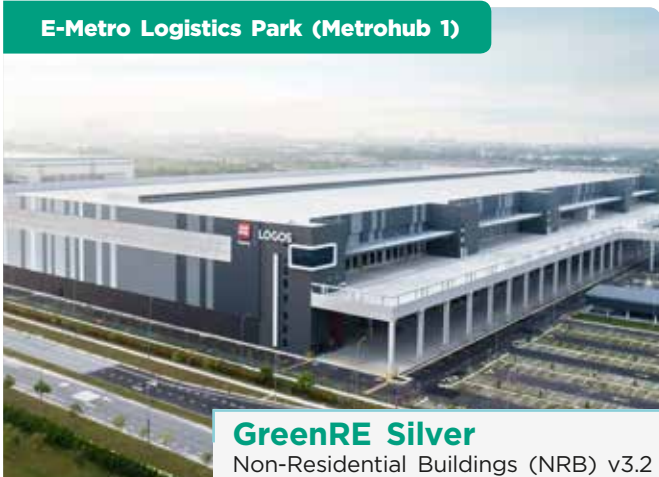 E-Metro Logistics Park (Metrohub 1)
LOGOS
GreenRE Silver
Non-Residential Buildings (NRB) v3.2